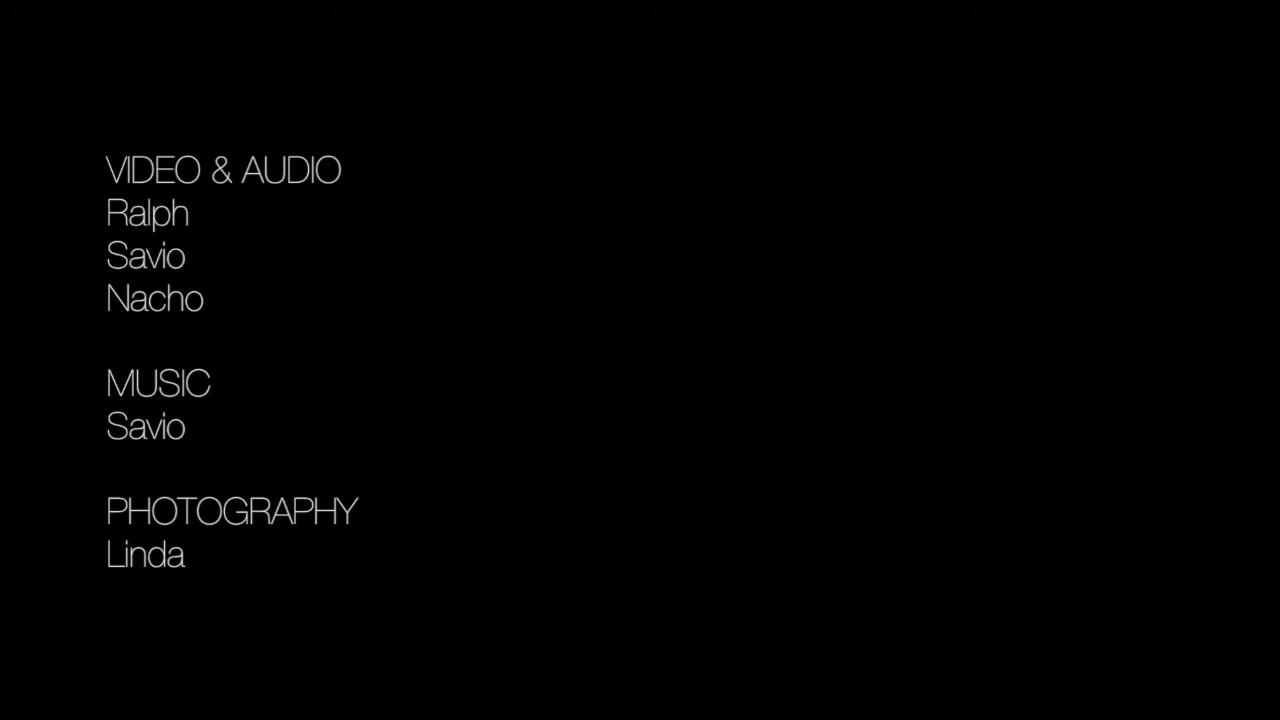 VIDEO & AUDIO
Ralph
Savio
Nacho
MUSIC
Savio
PHOTOGRAPHY
Linda